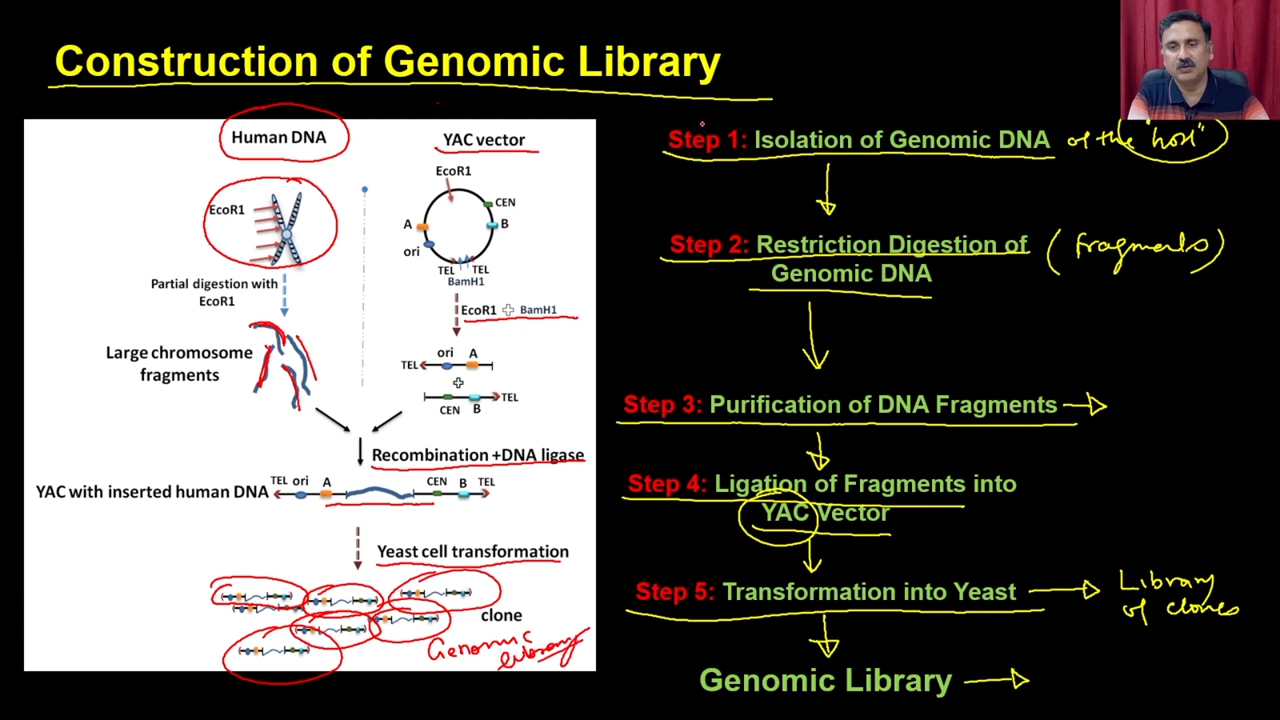 Construction of Genomic Library
Human DNA
YAC vector
EcoR1
CEN
A
B
ori
TEL
TEL
BamH1
EcoR1
Partial digestion with
EcoR1
EcoR1 + BamH1
Large chromosome
fragments
ori A
TEL
+
TEL
CEN B
Recombination +DNA ligase
TEL ori A CEN B TEL
YAC with inserted human DNA
Yeast cell transformation
clone
Genomic
library
Step 1: Isolation of Genomic DNA of the "host"
Step 2: Restriction Digestion of
Genomic DNA
(fragments)
Step 3: Purification of DNA Fragments
Step 4: Ligation of Fragments into
YAC Vector
Step 5: Transformation into Yeast
Library
of clones
Genomic Library